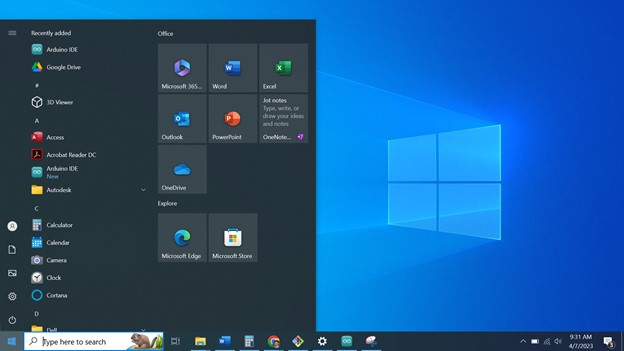 Recently added
Arduino IDE
Google Drive
#
3D Viewer
A
Access
Acrobat Reader DC
Arduino IDE
New
Autodesk
C
Calculator
Calendar
Camera
Clock
Cortana
D
Dell
Office
Microsoft 365...
Word
Excel
Outlook
PowerPoint
Jot notes
Type, write, or
draw your ideas
and notes
OneNote...
OneDrive
Explore
Microsoft Edge
Microsoft Store
Type here to search
9:31 AM
4/7/2023
3